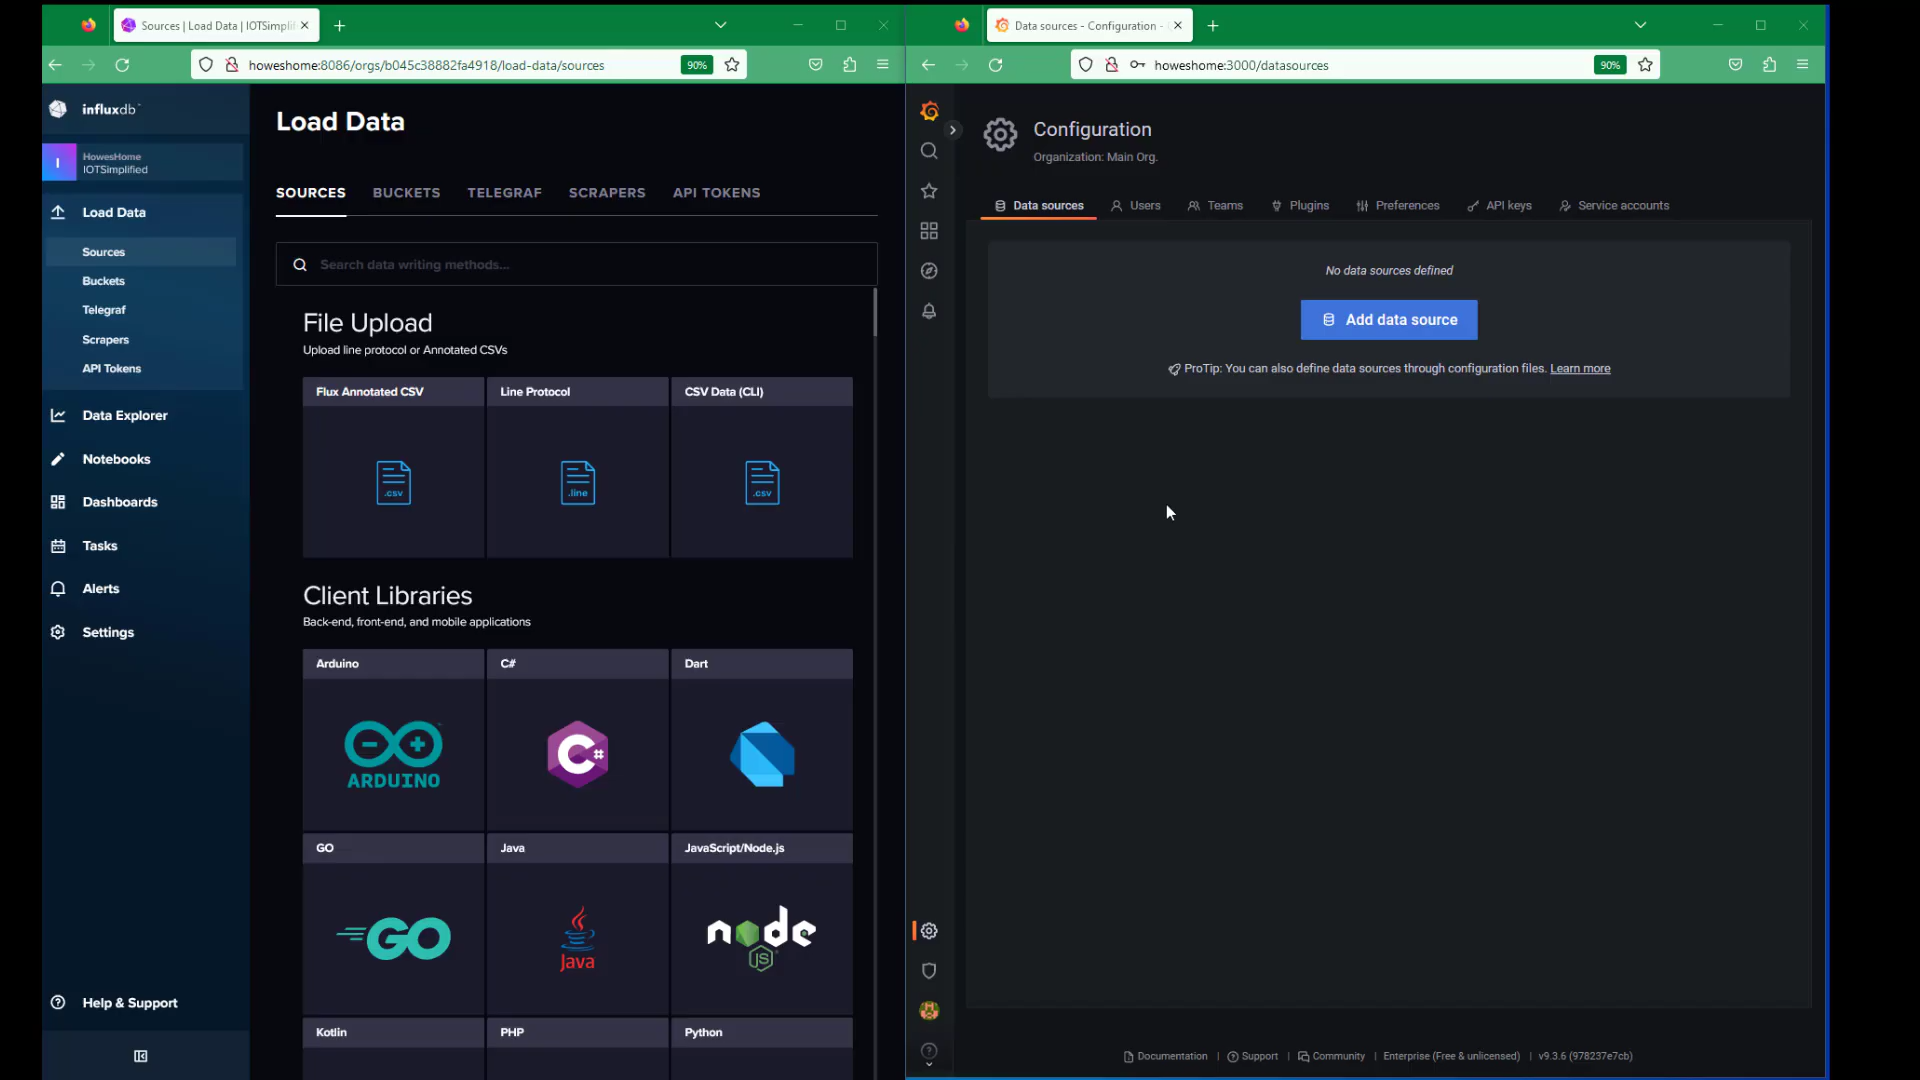 Sources | Load Data | IOTSimplifi
howeshome:8086/orgs/b045c38882fa4918/load-data/sources
90%
influxdb
I
HowesHome
IOTSimplified
Load Data
Sources
Buckets
Telegraf
Scrapers
API Tokens
Data Explorer
Notebooks
Dashboards
Tasks
Alerts
Settings
Help & Support
Load Data
SOURCES
BUCKETS
TELEGRAF
SCRAPERS
API TOKENS
Search data writing methods...
File Upload
Upload line protocol or Annotated CSVs
Flux Annotated CSV
Line Protocol
CSV Data (CLI)
.csv
.line
.csv
Client Libraries
Back-end, front-end, and mobile applications
Arduino
C#
Dart
ARDUINO
C#
GO
Java
JavaScript/Node.js
GO
Java
node
JS
Kotlin
PHP
Python
Data sources - Configuration -
howeshome:3000/datasources
90%
Configuration
Organization: Main Org.
Data sources
Users
Teams
Plugins
Preferences
API keys
Service accounts
No data sources defined
Add data source
ProTip: You can also define data sources through configuration files. Learn more
Documentation | Support | Community | Enterprise (Free & unlicensed) | v9.3.6 (978237e7cb)